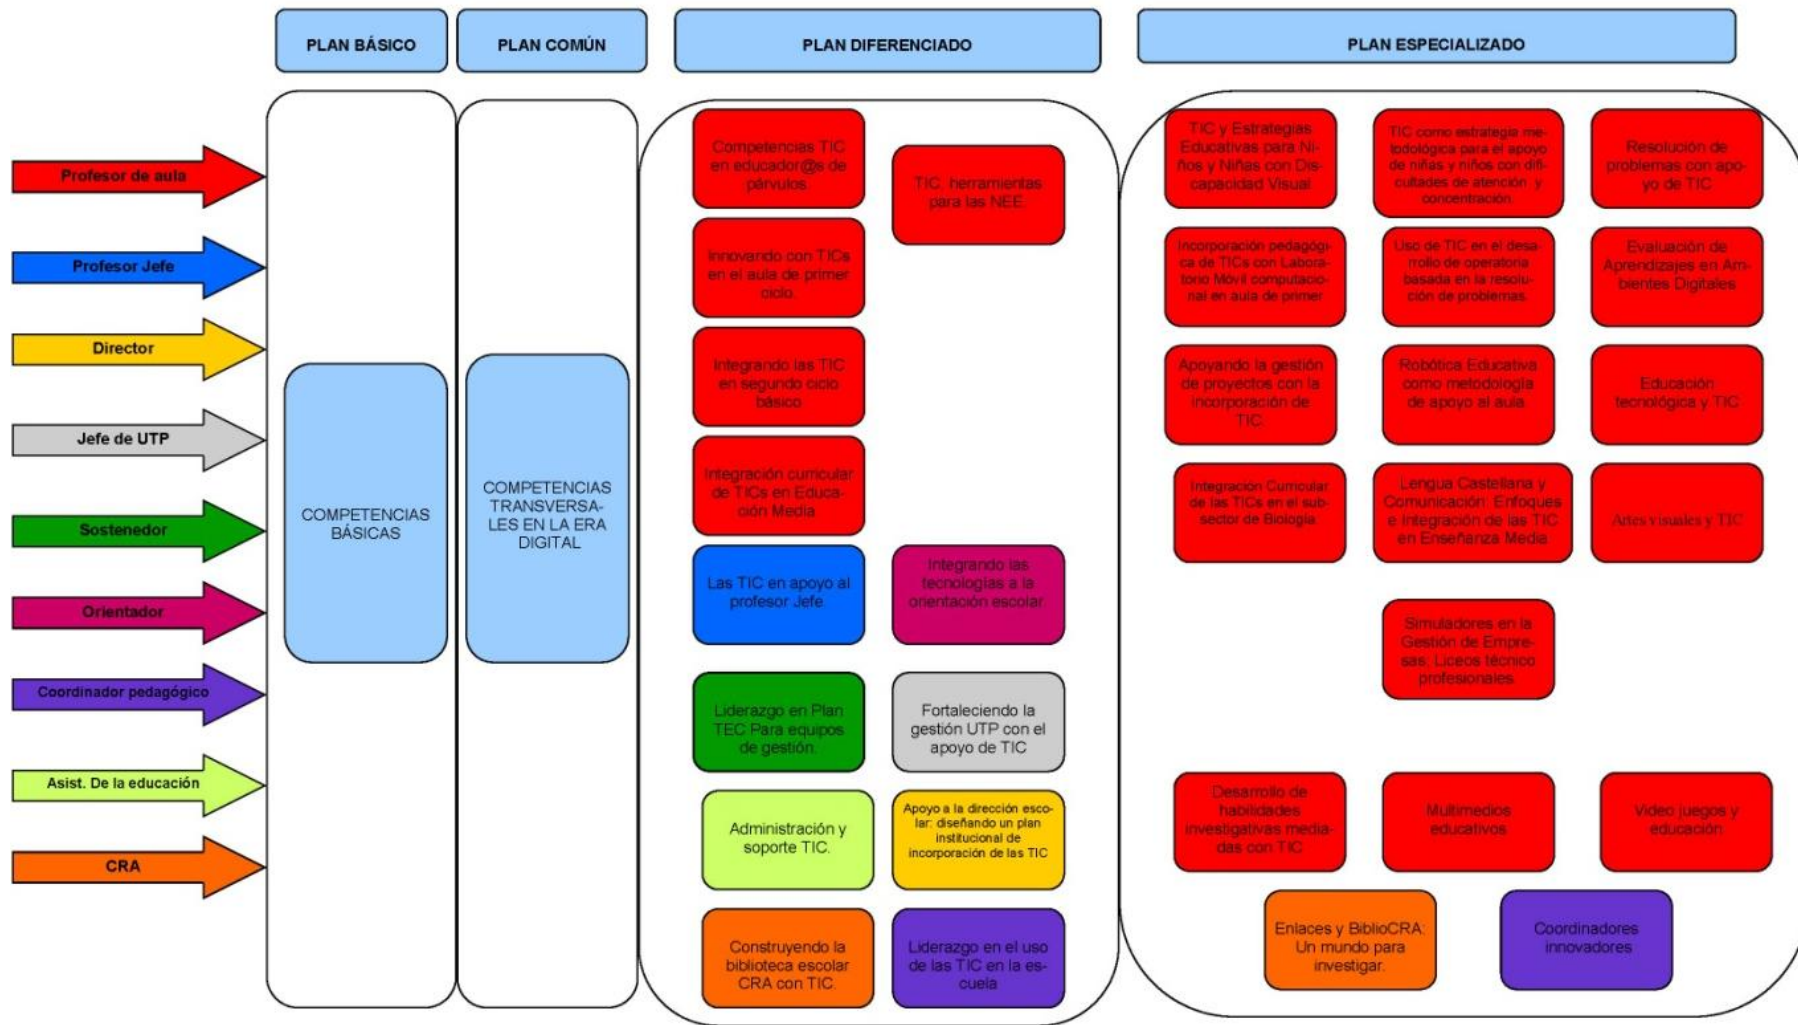 PLAN BÁSICO
PLAN COMÚN
PLAN DIFERENCIADO
PLAN ESPECIALIZADO
Profesor de aula
Profesor Jefe
Director
Jefe de UTP
Sostenedor
Orientador
Coordinador pedagógico
Asist. De la educación
CRA
COMPETENCIAS
BÁSICAS
COMPETENCIAS
TRANSVERSA-
LES EN LA ERA
DIGITAL
Competencias TIC
en educador@s de
párvulos.
TIC, herramientas
para las NEE.
Innovando con TICs
en el aula de primer
ciclo.
Integrando las TIC
en segundo ciclo
básico
Integración curricular
de TICs en Educa-
ción Media
Las TIC en apoyo al
profesor Jefe.
Integrando las
tecnologías a la
orientación escolar.
Liderazgo en Plan
TEC Para equipos
de gestión.
Fortaleciendo la
gestión UTP con el
apoyo de TIC
Administración y
soporte TIC.
Apoyo a la dirección esco-
lar: diseñando un plan
institucional de
incorporación de las TIC
Construyendo la
biblioteca escolar
CRA con TIC.
Liderazgo en el uso
de las TIC en la es-
cuela
TIC y Estrategias
Educativas para Ni-
ños y Niñas con Dis-
capacidad Visual
TIC como estrategia me-
todológica para el apoyo
de niñas y niños con difi-
cultades de atención y
concentración.
Resolución de
problemas con apo-
yo de TIC
Incorporación pedagógi-
ca de TICs con Labora-
torio Móvil computacio-
nal en aula de primer
Uso de TIC en el desa-
rrollo de operatoria
basada en la resolu-
ción de problemas
Evaluación de
Aprendizajes en Am-
bientes Digitales
Apoyando la gestión
de proyectos con la
incorporación de
TIC.
Robótica Educativa
como metodología
de apoyo al aula
Educación
tecnológica y TIC
Integración Curricular
de las TICs en el sub-
sector de Biología
Lengua Castellana y
Comunicación: Enfoques
e integración de las TIC
en Enseñanza Media
Artes visuales y TIC
Simuladores en la
Gestión de Empre-
sas; Liceos técnico
profesionales
Desarrollo de
habilidades
investigativas media-
das con TIC
Multimedios
educativos
Video juegos y
educación
Enlaces y BiblioCRA:
Un mundo para
investigar.
Coordinadores
innovadores